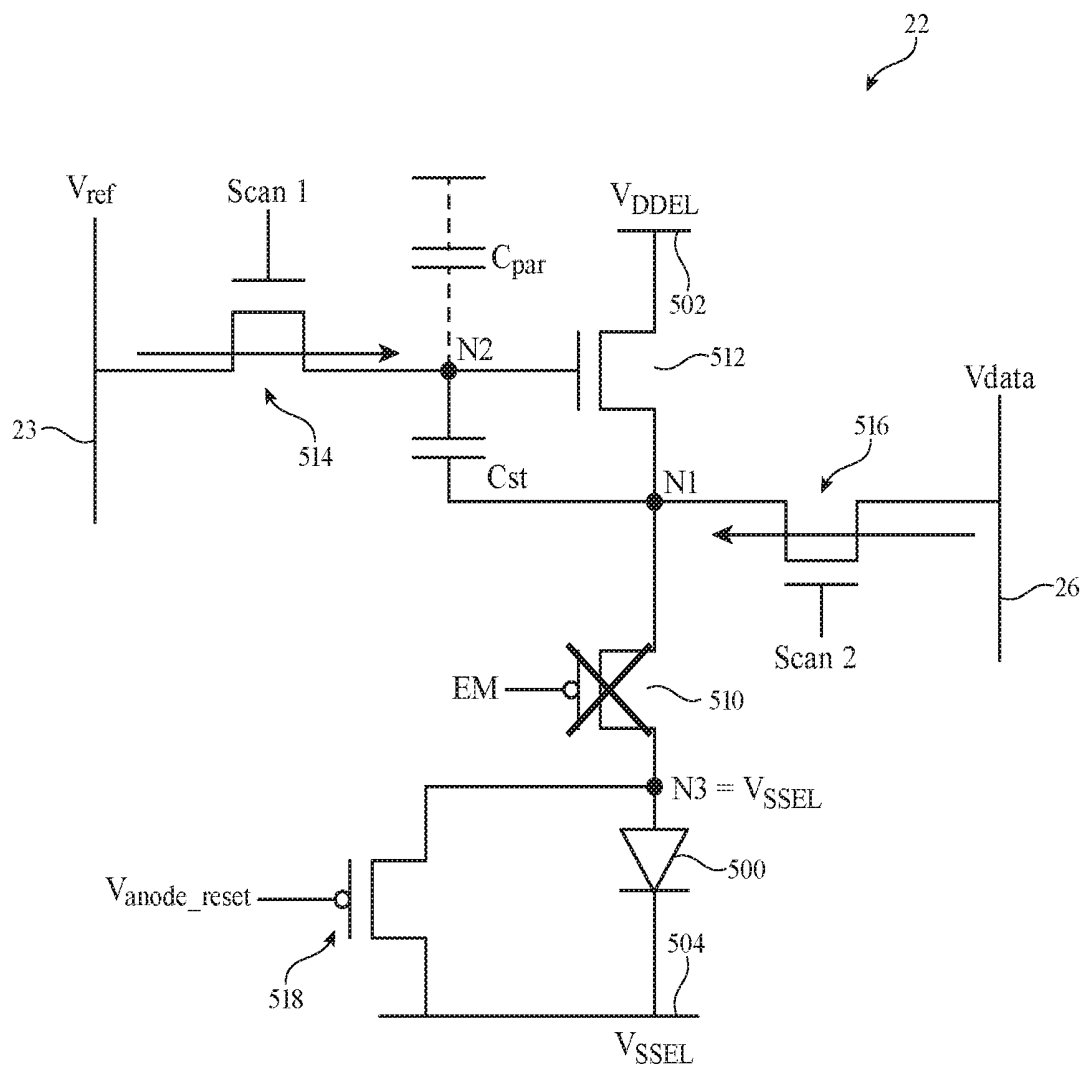 22
Vref
Scan 1
Cpar
VDDEL
502
N2
512
Vdata
23
514
Cst
516
N1
26
Scan 2
EM
510
N3 = VSSEL
500
Vanode_reset
518
504
VSSEL